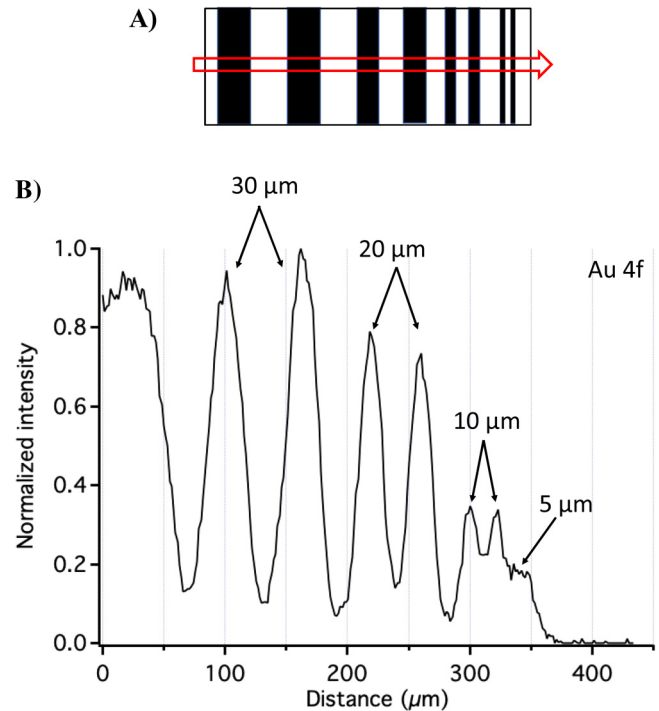 A)
B)
30 µm
20 µm
10 µm
5 µm
Au 4f
Normalized intensity
1.0
0.8
0.6
0.4
0.2
0.0
0 100 200 300 400
Distance (µm)